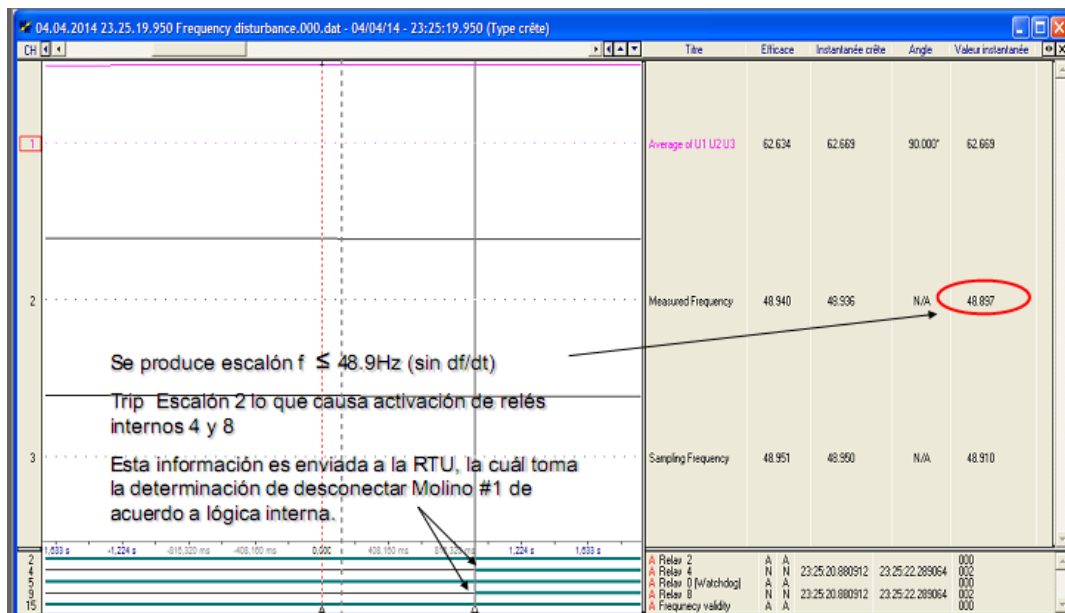 04.04.2014 23.25.19.950 Frequency disturbance.000.dat - 04/04/14 - 23:25:19.950 (Type crête)
CH Titre Efficace Instantanée crête Angle Valeur instantanée
1 Average of U1 U2 U3 62.634 62.669 90.000° 62.669
2 Measured Frequency 48.940 48.936 N/A 48.897
Se produce escalón f ≤ 48.9Hz (sin df/dt)
Trip Escalón 2 lo que causa activación de relés
internos 4 y 8
3 Sampling Frequency 48.951 48.950 N/A 48.910
Esta información es enviada a la RTU, la cuál toma
la determinación de desconectar Molino #1 de
acuerdo a lógica interna.
1,633 s -1,224 s -816,320 ms -408,160 ms 0,000 408,160 ms 816,320 ms 1,224 s 1,633 s
2 A Relay 2 A A 000
4 A Relay 4 N N 23:25:20.880912 23:25:22.289064 002
5 A Relay 0 (Watchdog) A A 000
9 A Relay 8 N N 23:25:20.880912 23:25:22.289064 002
15 A Frequnecy validity A A 000